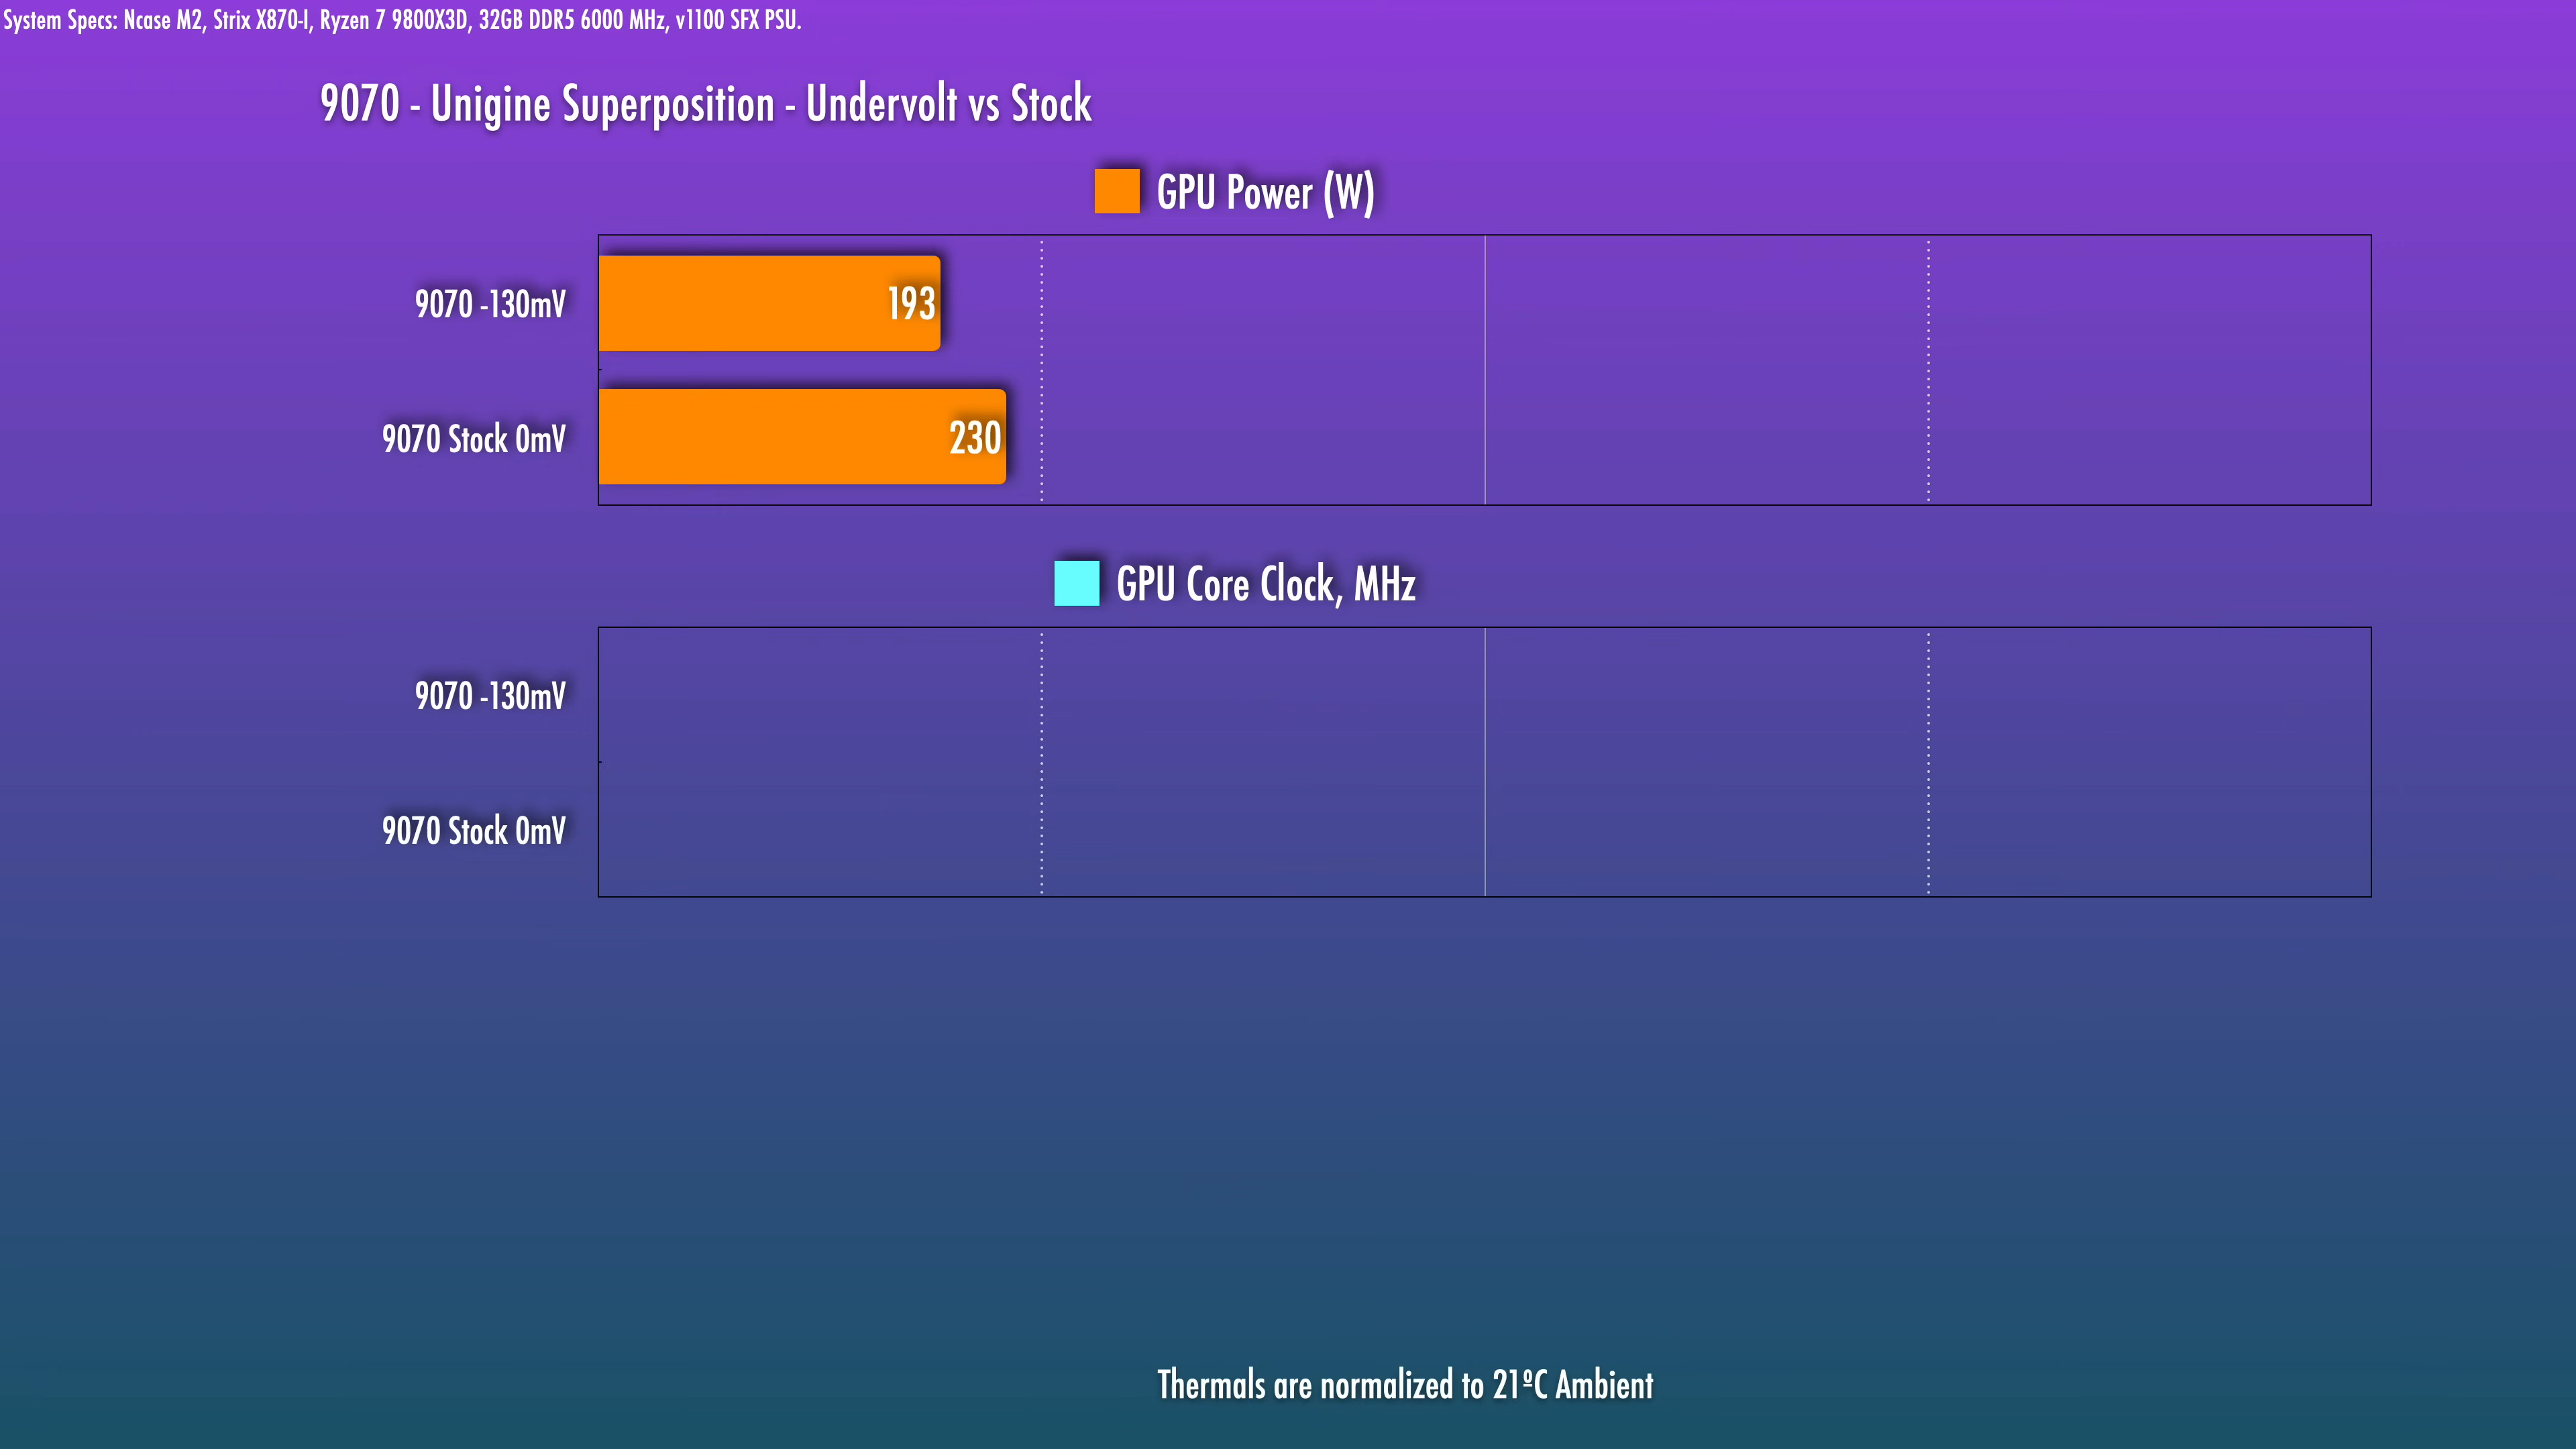 System Specs: Ncase M2, Strix X870-I, Ryzen 7 9800X3D, 32GB DDR5 6000 MHz, v1100 SFX PSU.
9070 - Unigine Superposition - Undervolt vs Stock
GPU Power (W)
9070 -130mV
193
9070 Stock 0mV
230
GPU Core Clock, MHz
9070 -130mV
9070 Stock 0mV
Thermals are normalized to 21ºC Ambient